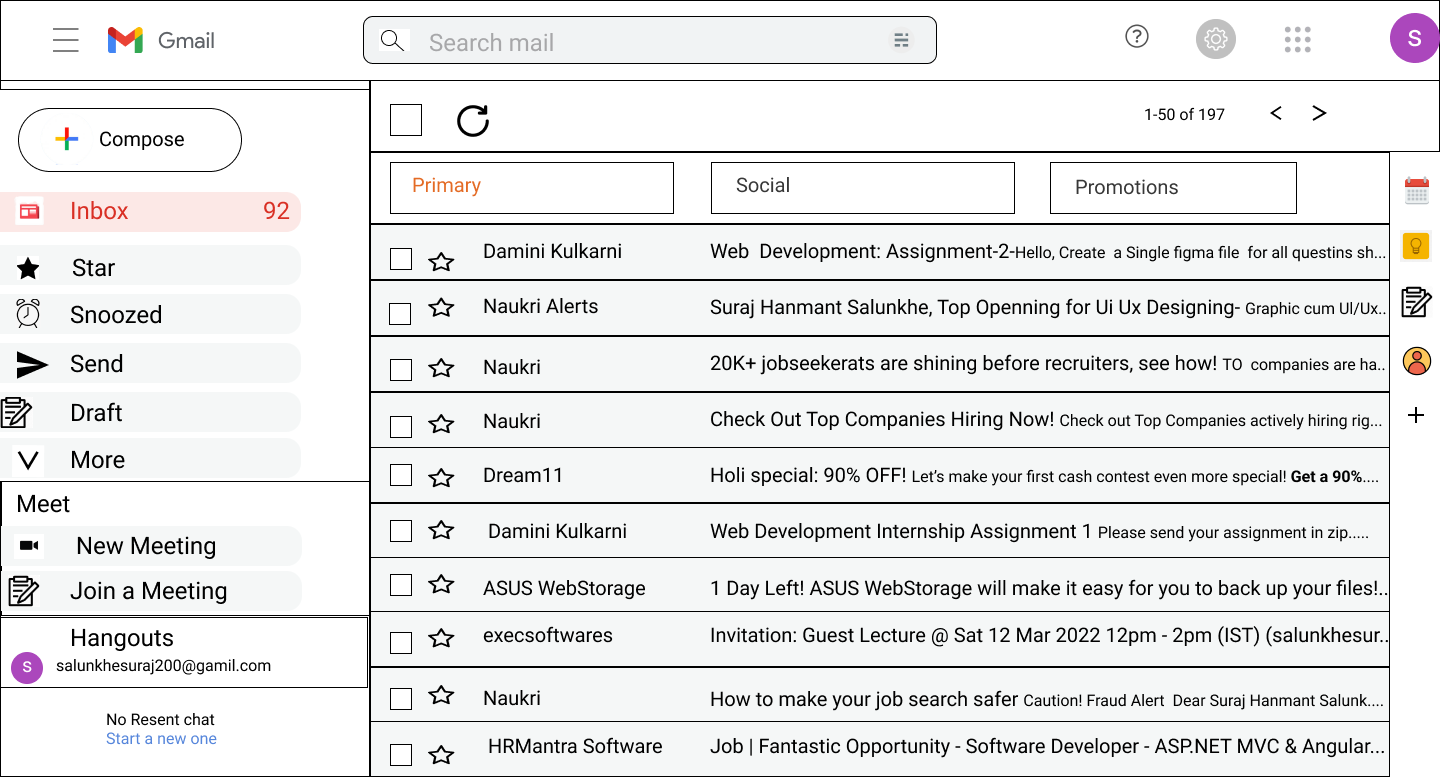 Gmail
Search mail
S
Compose
1-50 of 197
Inbox 92
Star
Snoozed
Send
Draft
More
Meet
New Meeting
Join a Meeting
Hangouts
S salunkhesuraj200@gamil.com
No Resent chat
Start a new one
Primary Social Promotions
Damini Kulkarni Web Development: Assignment-2-Hello, Create a Single figma file for all questins sh...
Naukri Alerts Suraj Hanmant Salunkhe, Top Openning for Ui Ux Designing- Graphic cum UI/Ux..
Naukri 20K+ jobseekerats are shining before recruiters, see how! TO companies are ha..
Naukri Check Out Top Companies Hiring Now! Check out Top Companies actively hiring rig...
Dream11 Holi special: 90% OFF! Let's make your first cash contest even more special! Get a 90%....
Damini Kulkarni Web Development Internship Assignment 1 Please send your assignment in zip.....
ASUS WebStorage 1 Day Left! ASUS WebStorage will make it easy for you to back up your files!..
execsoftwares Invitation: Guest Lecture @ Sat 12 Mar 2022 12pm - 2pm (IST) (salunkhesur..
Naukri How to make your job search safer Caution! Fraud Alert Dear Suraj Hanmant Salunk....
HRMantra Software Job | Fantastic Opportunity - Software Developer - ASP.NET MVC & Angular...